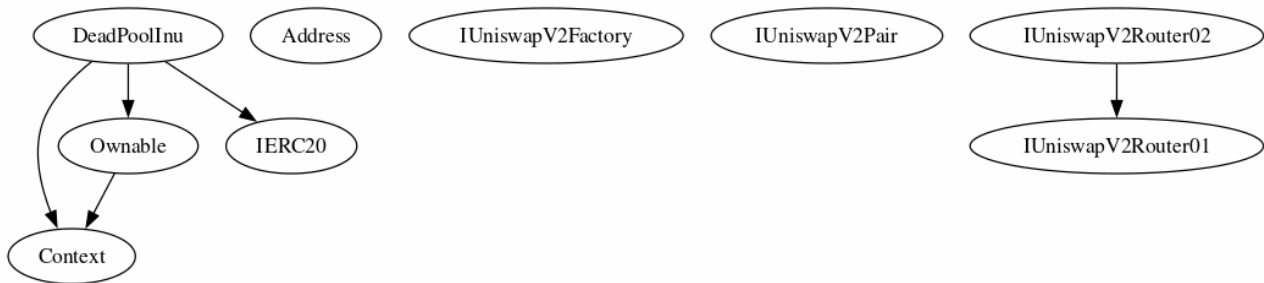 DeadPoolInu
Address
IUniswapV2Factory
IUniswapV2Pair
IUniswapV2Router02
Ownable
IERC20
IUniswapV2Router01
Context